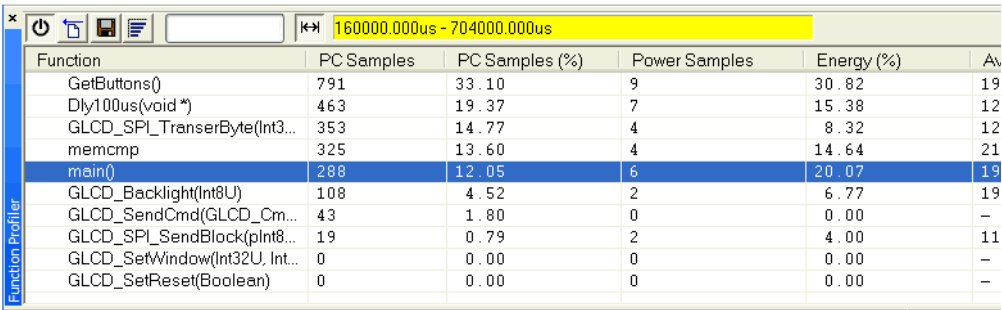 160000.000us - 704000.000us
Function PC Samples PC Samples (%) Power Samples Energy (%) Av
GetButtons() 791 33.10 9 30.82 19
Dly100us(void *) 463 19.37 7 15.38 12
GLCD_SPI_TranserByte(Int3... 353 14.77 4 8.32 12
memcmp 325 13.60 4 14.64 21
main() 288 12.05 6 20.07 19
GLCD_Backlight(Int8U) 108 4.52 2 6.77 19
GLCD_SendCmd(GLCD_Cm... 43 1.80 0 0.00 –
GLCD_SPI_SendBlock(pInt8... 19 0.79 2 4.00 11
GLCD_SetWindow(Int32U, Int... 0 0.00 0 0.00 –
GLCD_SetReset(Boolean) 0 0.00 0 0.00 –
Function Profiler